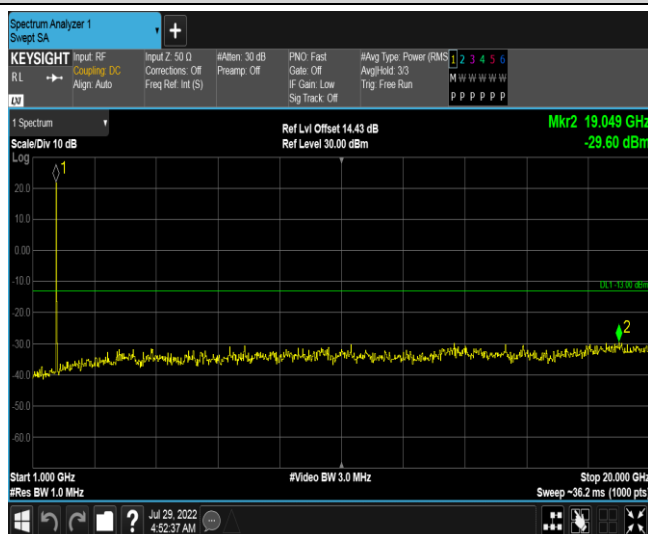 Spectrum Analyzer 1
Swept SA
+
KEYSIGHT
RL
LXI
Input: RF
Coupling: DC
Align: Auto
Input Z: 50 Ω
Corrections: Off
Freq Ref: Int (S)
#Atten: 30 dB
Preamp: Off
PNO: Fast
Gate: Off
IF Gain: Low
Sig Track: Off
#Avg Type: Power (RMS
Avg|Hold: 3/3
Trig: Free Run
1 2 3 4 5 6
M W W W W W
P P P P P P
1 Spectrum
Scale/Div 10 dB
Ref Lvl Offset 14.43 dB
Ref Level 30.00 dBm
Mkr2 19.049 GHz
-29.60 dBm
Log
1
20.0
10.0
0.00
-10.0
DL1 -13.00 dBm
-20.0
2
-30.0
-40.0
-50.0
-60.0
Start 1.000 GHz
#Video BW 3.0 MHz
Stop 20.000 GHz
#Res BW 1.0 MHz
Sweep ~36.2 ms (1000 pts)
?
Jul 29, 2022
4:52:37 AM